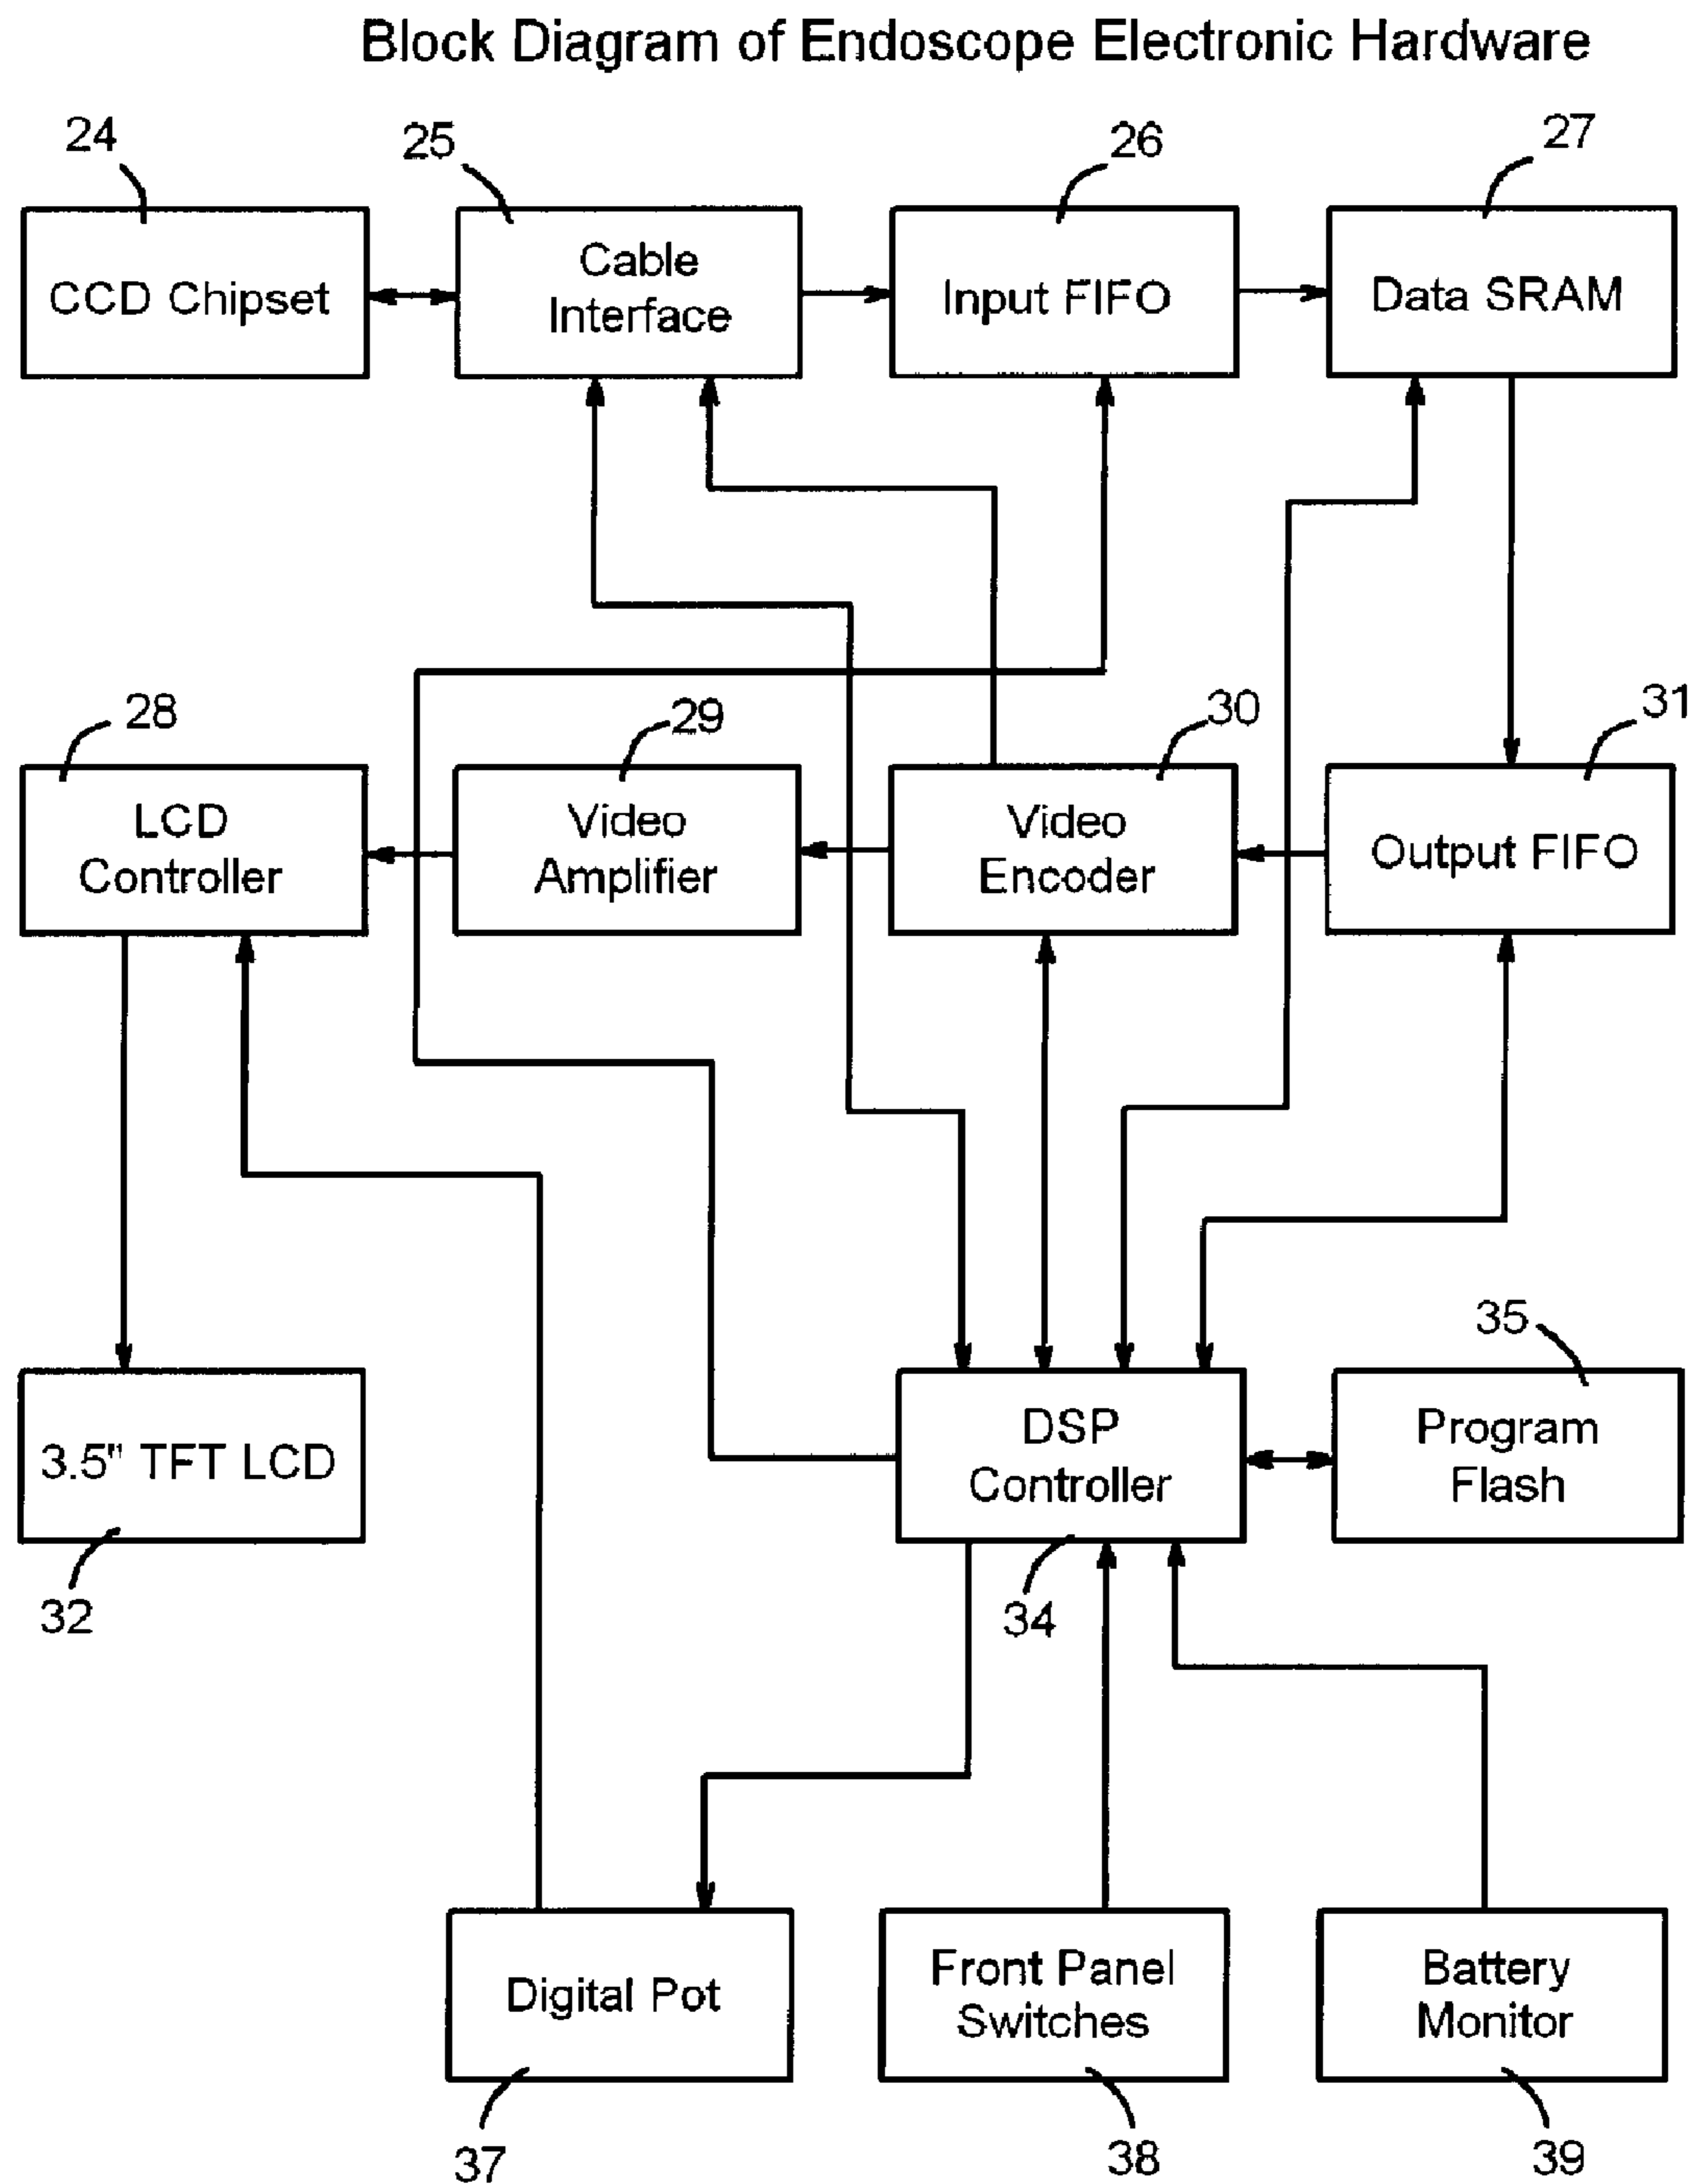 Block Diagram of Endoscope Electronic Hardware
24
25
26
27
CCD Chipset
Cable
Interface
Input FIFO
Data SRAM
28
29
30
31
LCD
Controller
Video
Amplifier
Video
Encoder
Output FIFO
35
3.5" TFT LCD
DSP
Controller
Program
Flash
32
34
Digital Pot
Front Panel
Switches
Battery
Monitor
37
38
39